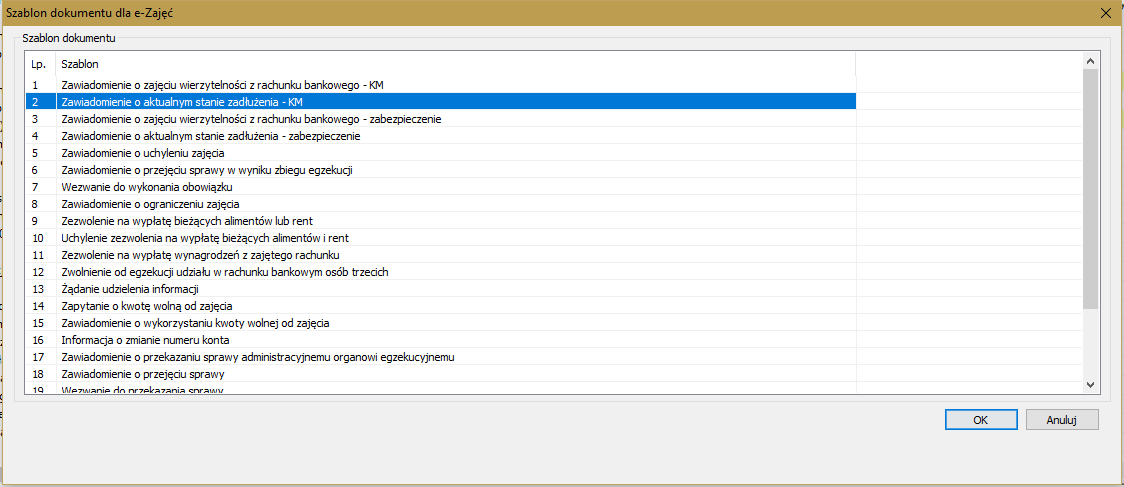 Szablon dokumentu dla e-Zajęć
Szablon dokumentu
Lp. Szablon
1 Zawiadomienie o zajęciu wierzytelności z rachunku bankowego - KM
2 Zawiadomienie o aktualnym stanie zadłużenia - KM
3 Zawiadomienie o zajęciu wierzytelności z rachunku bankowego - zabezpieczenie
4 Zawiadomienie o aktualnym stanie zadłużenia - zabezpieczenie
5 Zawiadomienie o uchyleniu zajęcia
6 Zawiadomienie o przejęciu sprawy w wyniku zbiegu egzekucji
7 Wezwanie do wykonania obowiązku
8 Zawiadomienie o ograniczeniu zajęcia
9 Zezwolenie na wypłatę bieżących alimentów lub rent
10 Uchylenie zezwolenia na wypłatę bieżących alimentów i rent
11 Zezwolenie na wypłatę wynagrodzeń z zajętego rachunku
12 Zwolnienie od egzekucji udziału w rachunku bankowym osób trzecich
13 Żądanie udzielenia informacji
14 Zapytanie o kwotę wolną od zajęcia
15 Zawiadomienie o wykorzystaniu kwoty wolnej od zajęcia
16 Informacja o zmianie numeru konta
17 Zawiadomienie o przekazaniu sprawy administracyjnemu organowi egzekucyjnemu
18 Zawiadomienie o przejęciu sprawy
19 Wezwanie do przekazania sprawy
OK Anuluj